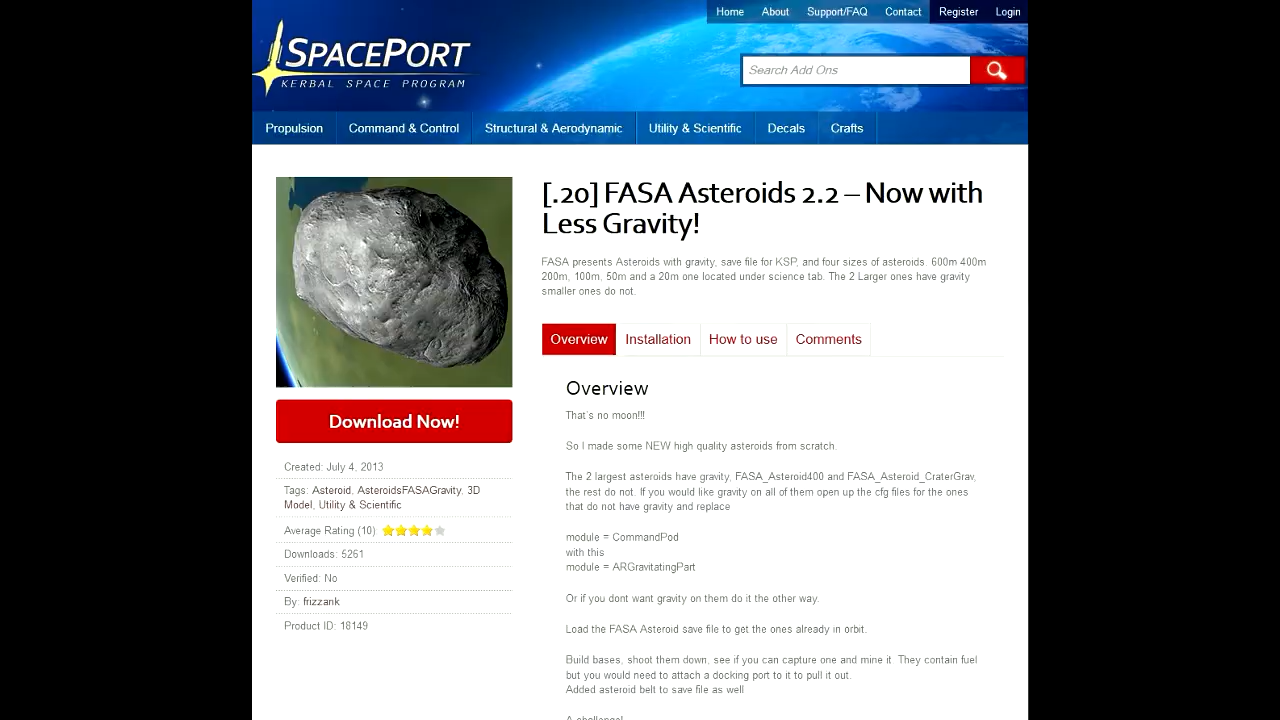 Home About Support/FAQ Contact Register Login
SPACEPORT
KERBAL SPACE PROGRAM
Search Add Ons
Propulsion Command & Control Structural & Aerodynamic Utility & Scientific Decals Crafts
[.20] FASA Asteroids 2.2 – Now with
Less Gravity!
FASA presents Asteroids with gravity, save file for KSP, and four sizes of asteroids. 600m 400m
200m, 100m, 50m and a 20m one located under science tab. The 2 Larger ones have gravity
smaller ones do not.
Overview Installation How to use Comments
Download Now!
Created: July 4, 2013
Tags: Asteroid, AsteroidsFASAGravity, 3D
Model, Utility & Scientific
Average Rating (10)
Downloads: 5261
Verified: No
By: frizzank
Product ID: 18149
Overview
That's no moon!!!
So I made some NEW high quality asteroids from scratch.
The 2 largest asteroids have gravity, FASA_Asteroid400 and FASA_Asteroid_CraterGrav,
the rest do not. If you would like gravity on all of them open up the cfg files for the ones
that do not have gravity and replace
module = CommandPod
with this
module = ARGravitatingPart
Or if you dont want gravity on them do it the other way.
Load the FASA Asteroid save file to get the ones already in orbit.
Build bases, shoot them down, see if you can capture one and mine it. They contain fuel
but you would need to attach a docking port to it to pull it out.
Added asteroid belt to save file as well
A challenge!